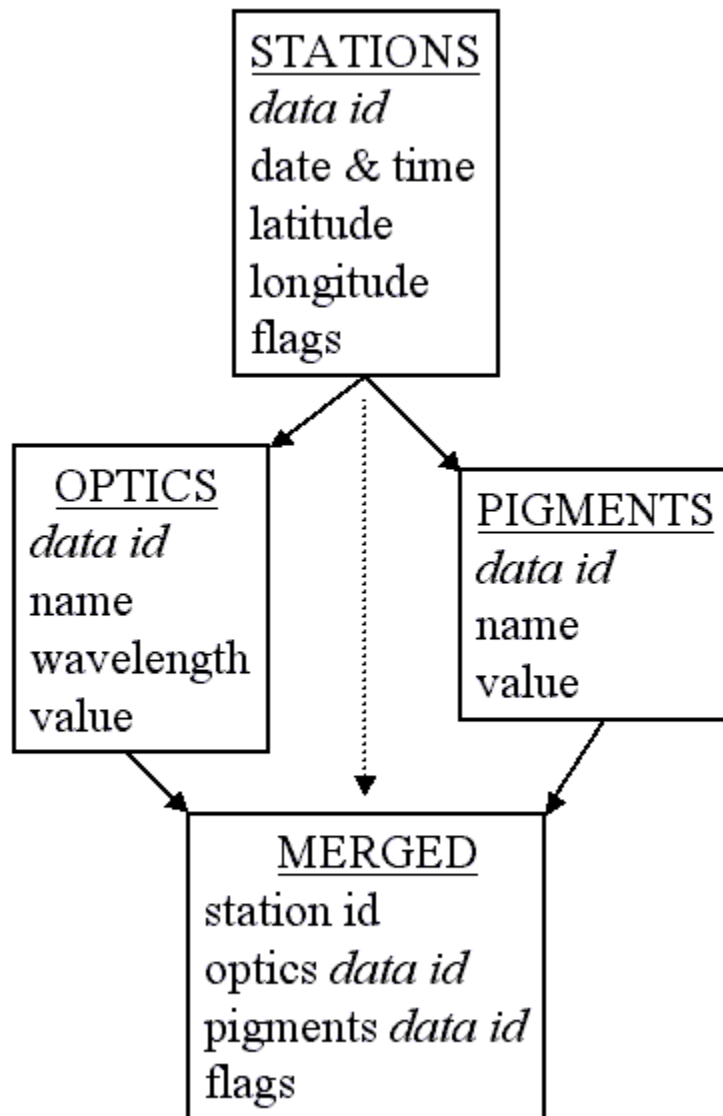 STATIONS
data id
date & time
latitude
longitude
flags
OPTICS
data id
name
wavelength
value
PIGMENTS
data id
name
value
MERGED
station id
optics data id
pigments data id
flags